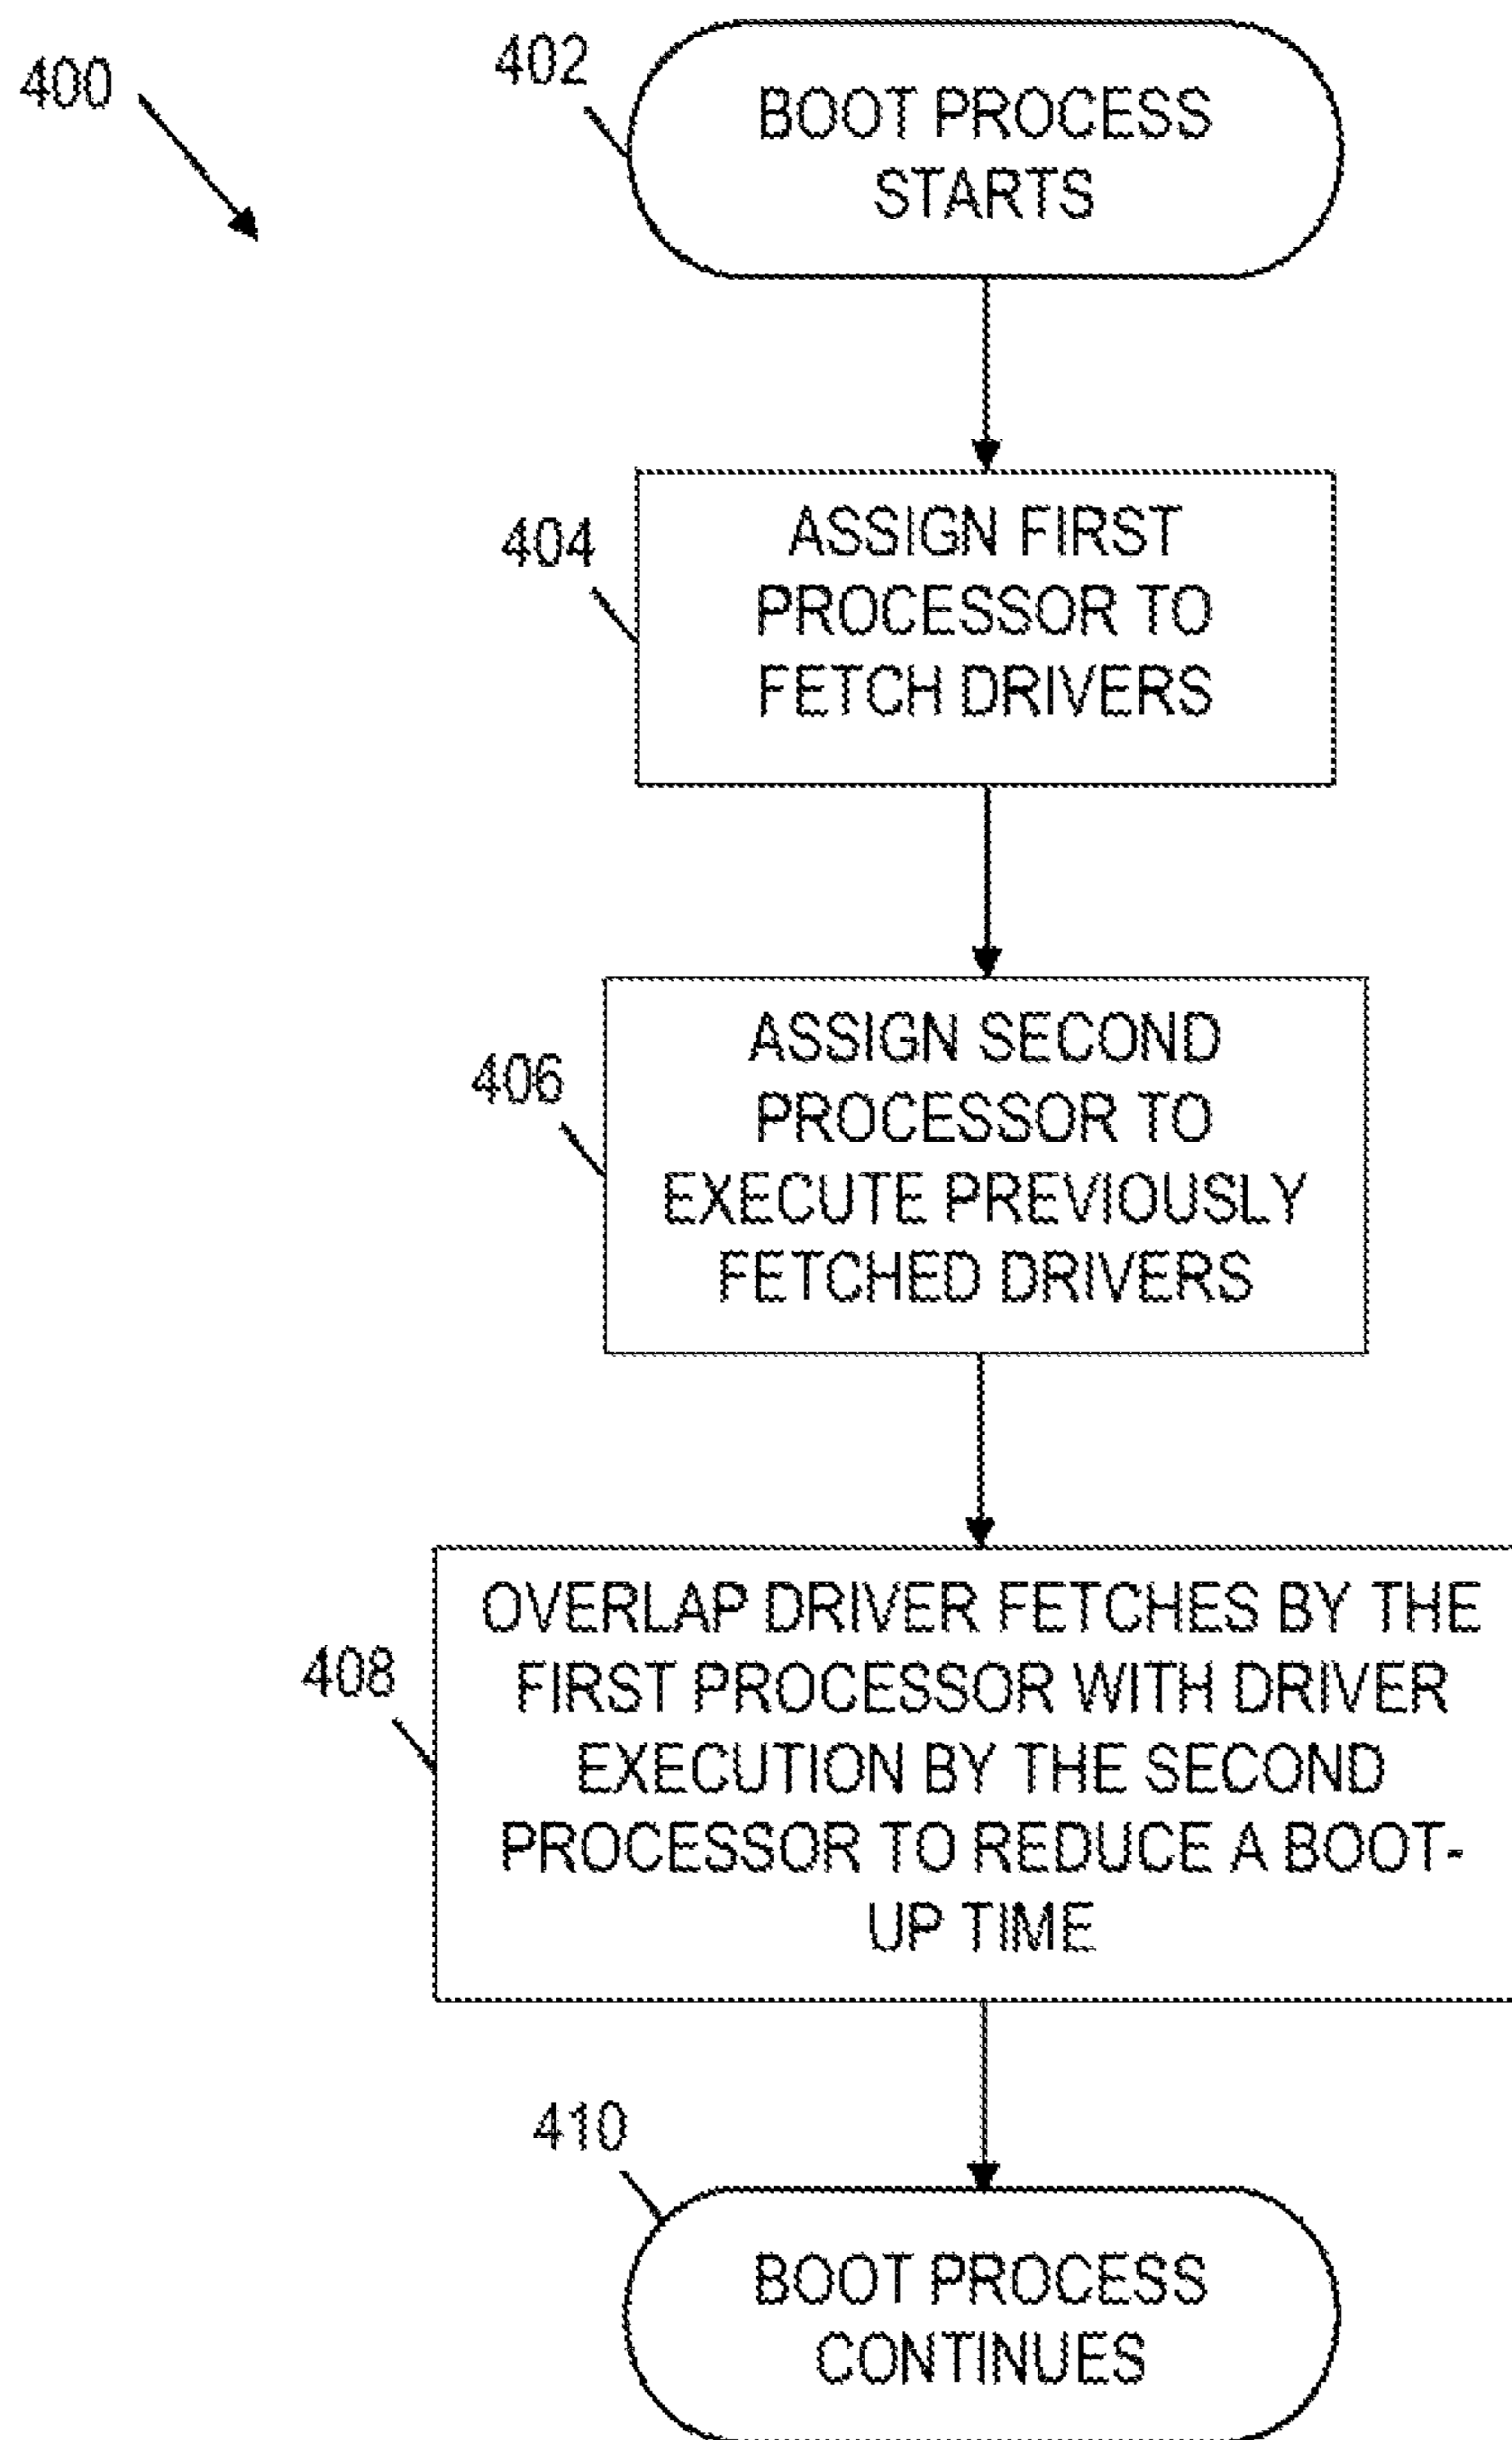 400
402
BOOT PROCESS
STARTS
404
ASSIGN FIRST
PROCESSOR TO
FETCH DRIVERS
406
ASSIGN SECOND
PROCESSOR TO
EXECUTE PREVIOUSLY
FETCHED DRIVERS
408
OVERLAP DRIVER FETCHES BY THE
FIRST PROCESSOR WITH DRIVER
EXECUTION BY THE SECOND
PROCESSOR TO REDUCE A BOOT-
UP TIME
410
BOOT PROCESS
CONTINUES